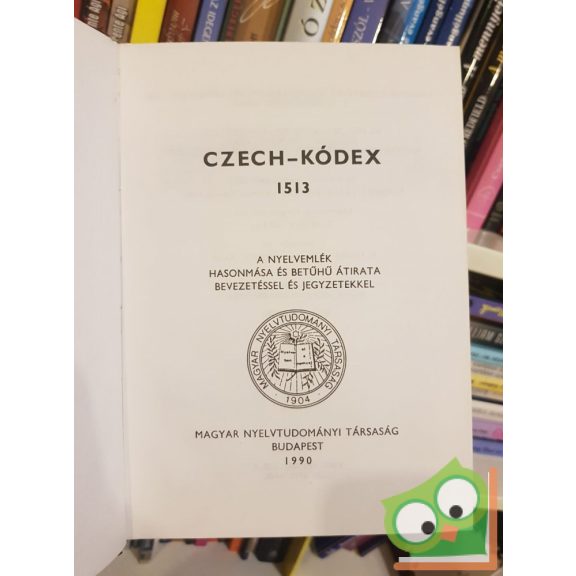 CZECH–KÓDEX
1513
A NYELVEMLÉK
HASONMÁSA ÉS BETŰHŰ ÁTIRATA
BEVEZETÉSSEL ÉS JEGYZETEKKEL
MAGYAR NYELVTUDOMÁNYI TÁRSASÁG
1904
MAGYAR NYELVTUDOMÁNYI TÁRSASÁG
BUDAPEST
1990
REDFIELD